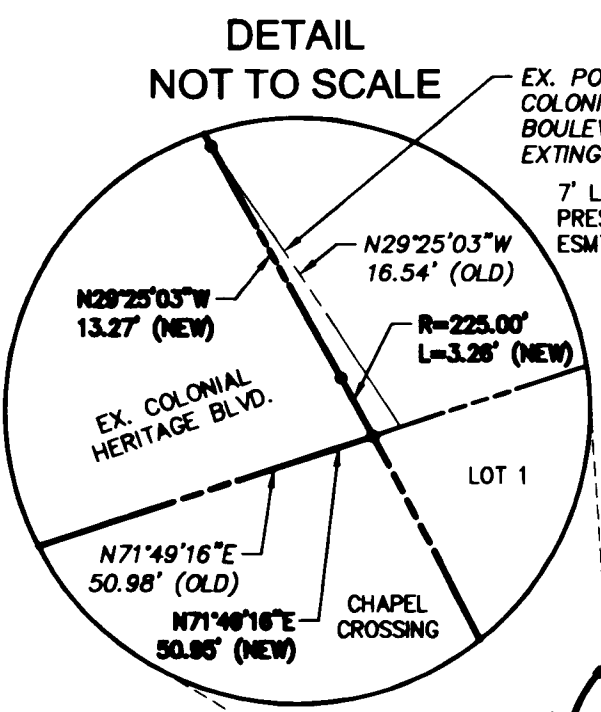 DETAIL
NOT TO SCALE
EX. PO
COLONI
BOULEV
EXTING
7' L
PRES
ESM
N29°25'03"W
16.54' (OLD)
N29°25'03"W
13.27' (NEW)
R=225.00'
L=3.26' (NEW)
EX. COLONIAL
HERITAGE BLVD.
LOT 1
N71°49'16"E
50.98' (OLD)
N71°49'16"E
50.95' (NEW)
CHAPEL
CROSSING